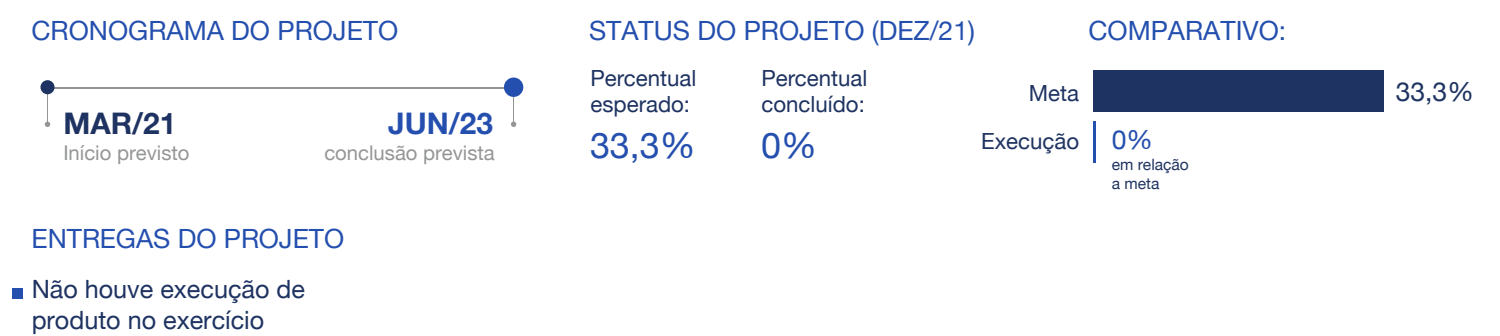 CRONOGRAMA DO PROJETO
MAR/21
Início previsto
JUN/23
conclusão prevista
STATUS DO PROJETO (DEZ/21)
Percentual
esperado:
33,3%
Percentual
concluído:
0%
COMPARATIVO:
Meta
33,3%
Execução
0%
em relação
a meta
ENTREGAS DO PROJETO
Não houve execução de
produto no exercício